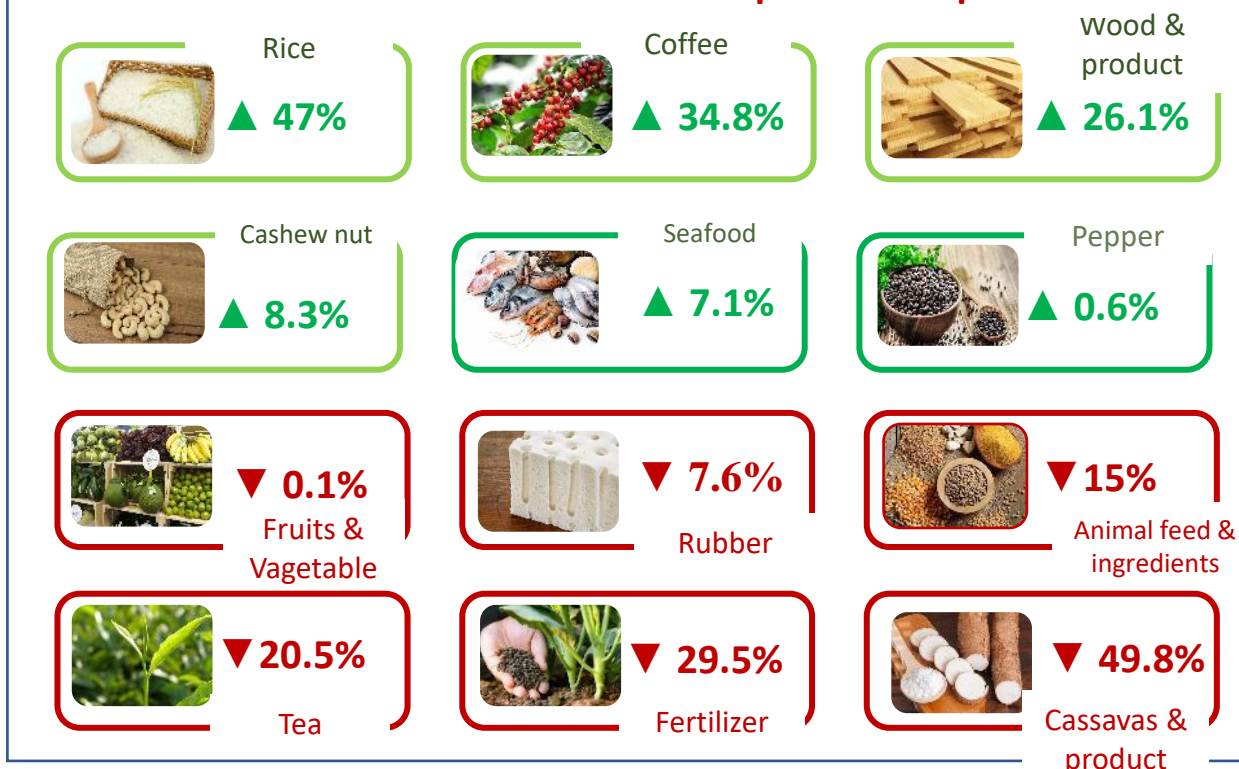 Rice
▲ 47%
Coffee
▲ 34.8%
Wood &
product
▲ 26.1%
Cashew nut
▲ 8.3%
Seafood
▲ 7.1%
Pepper
▲ 0.6%
▼ 0.1%
Fruits &
Vagetable
▼ 7.6%
Rubber
▼ 15%
Animal feed &
ingredients
▼ 20.5%
Tea
▼ 29.5%
Fertilizer
▼ 49.8%
Cassavas &
product